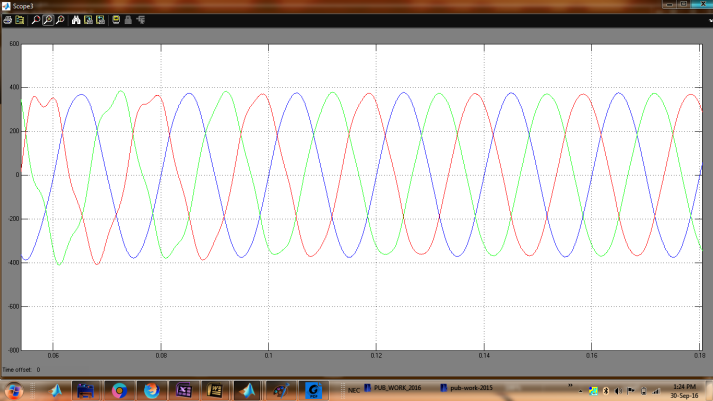 Scope3
600
400
200
0
-200
-400
-600
-800
0.06
0.08
0.1
0.12
0.14
0.16
0.18
Time offset: 0
NEC
PUB_WORK_2016
pub-work-2015
1:24 PM
30-Sep-16